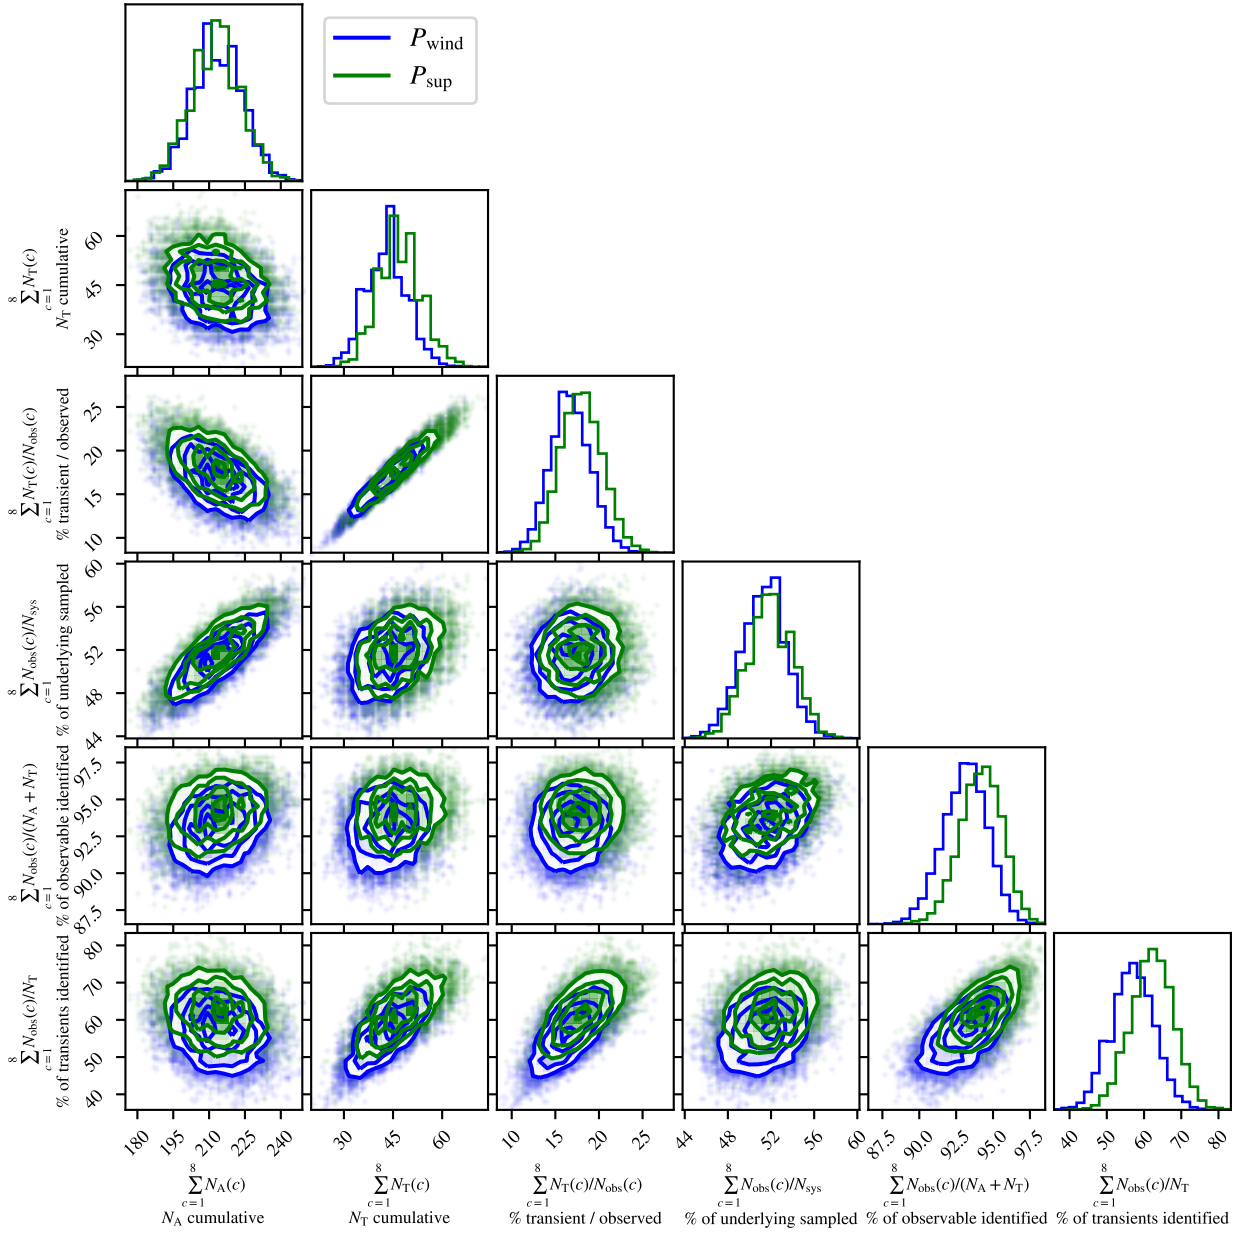 P_wind
P_sup
8
∑ N_T(c)
c = 1
N_T cumulative
60
45
30
8
∑ N_T(c)/N_obs(c)
c = 1
% transient / observed
25
20
15
10
8
∑ N_obs(c)/N_sys
c = 1
% of underlying sampled
60
56
52
48
44
8
∑ N_obs(c)/(N_A + N_T)
c = 1
% of observable identified
97.5
95.0
92.5
90.0
87.5
8
∑ N_obs(c)/N_T
c = 1
% of transients identified
80
70
60
50
40
180 195 210 225 240 30 45 60 10 15 20 25 44 48 52 56 60 87.5 90.0 92.5 95.0 97.5 40 50 60 70 80
8 8 8 8 8 8
∑ N_A(c) ∑ N_T(c) ∑ N_T(c)/N_obs(c) ∑ N_obs(c)/N_sys ∑ N_obs(c)/(N_A + N_T) ∑ N_obs(c)/N_T
c = 1 c = 1 c = 1 c = 1 c = 1 c = 1
N_A cumulative N_T cumulative % transient / observed % of underlying sampled % of observable identified % of transients identified